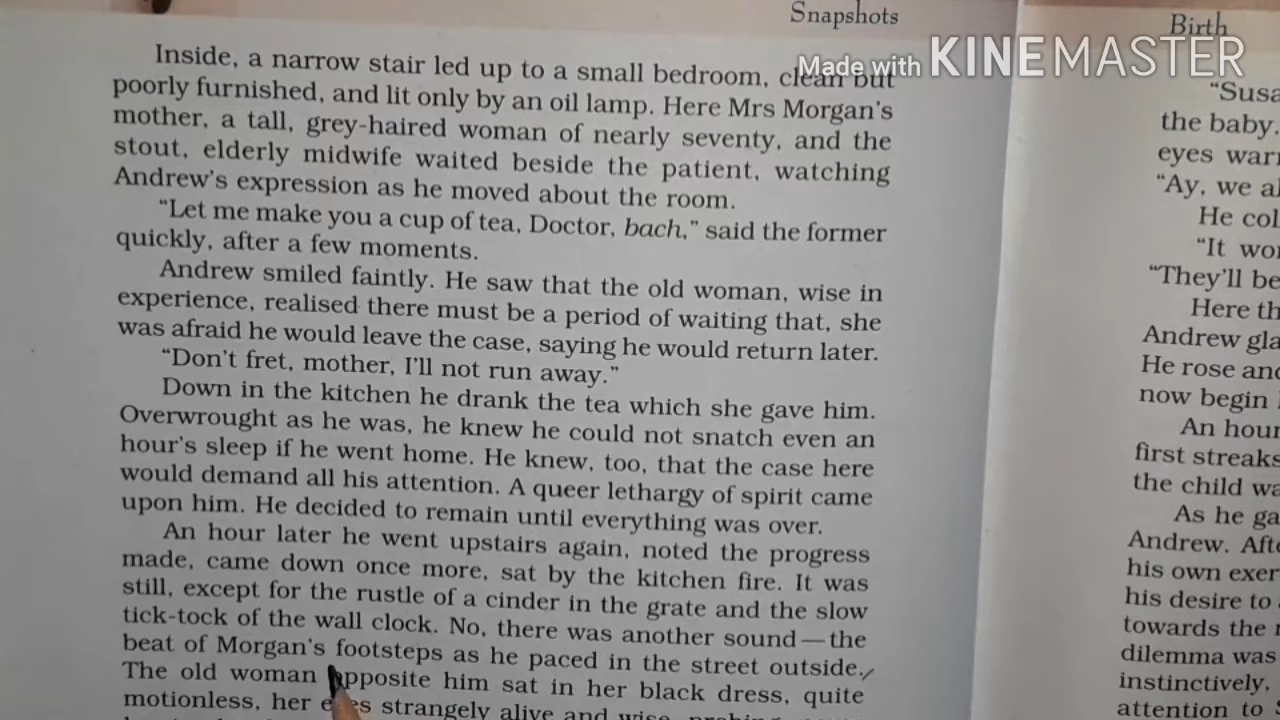 Snapshots
Made with KINEMASTER
Inside, a narrow stair led up to a small bedroom, clean but
poorly furnished, and lit only by an oil lamp. Here Mrs Morgan's
mother, a tall, grey-haired woman of nearly seventy, and the
stout, elderly midwife waited beside the patient, watching
Andrew's expression as he moved about the room.
"Let me make you a cup of tea, Doctor, bach," said the former
quickly, after a few moments.
Andrew smiled faintly. He saw that the old woman, wise in
experience, realised there must be a period of waiting that, she
was afraid he would leave the case, saying he would return later.
"Don't fret, mother, I'll not run away."
Down in the kitchen he drank the tea which she gave him.
Overwrought as he was, he knew he could not snatch even an
hour's sleep if he went home. He knew, too, that the case here
would demand all his attention. A queer lethargy of spirit came
upon him. He decided to remain until everything was over.
An hour later he went upstairs again, noted the progress
made, came down once more, sat by the kitchen fire. It was
still, except for the rustle of a cinder in the grate and the slow
tick-tock of the wall clock. No, there was another sound — the
beat of Morgan's footsteps as he paced in the street outside.
The old woman opposite him sat in her black dress, quite
motionless, her eyes strangely alive and wise,
Birth
"Susa
the baby.
eyes war
"Ay, we al
He col
"It wo
"They'll be
Here th
Andrew gla
He rose and
now begin
An hour
first streaks
the child wa
As he ga
Andrew. Afte
his own exer
his desire to
towards the
dilemma was
instinctively,
attention to